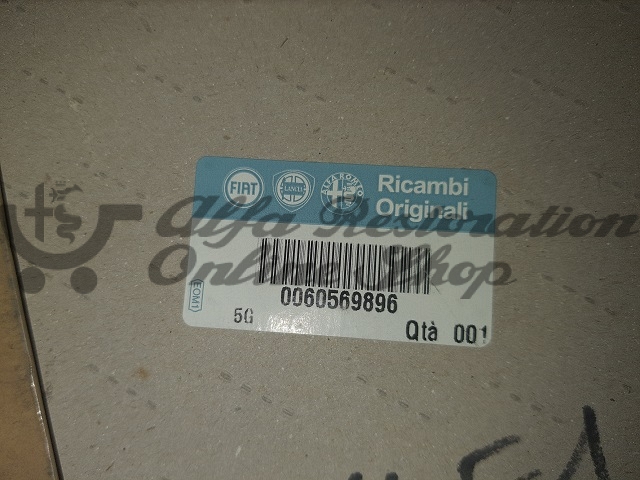 FIAT LANCIA ALFA ROMEO Ricambi
Originali
Alfa Restoration
Online Shop
0060569896
EOM1
5G
Qtà 001